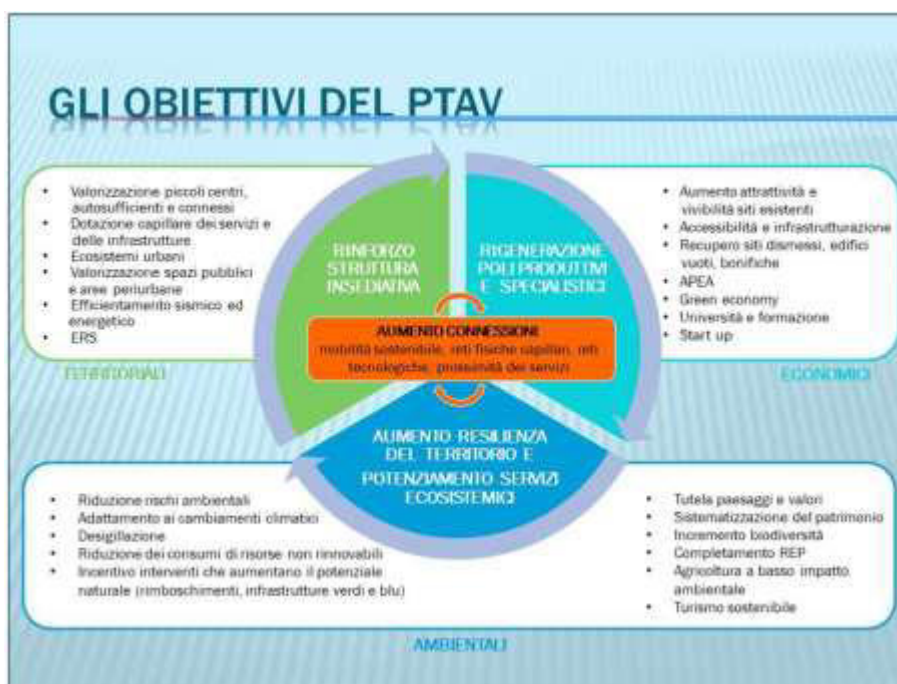 GLI OBIETTIVI DEL PTAV
• Valorizzazione piccoli centri,
autosufficienti e connessi
• Dotazione capillare dei servizi e
delle infrastrutture
• Ecosistemi urbani
• Valorizzazione spazi pubblici
e aree periurbane
• Efficientamento sismico ed
energetico
• ERS
TERRITORIALI
RINFORZO
STRUTTURA
INSEDIATIVA
RIGENERAZIONE
POLI PRODUTTIVI
E SPECIALISTICI
• Aumento attrattività e
vivibilità siti esistenti
• Accessibilità e infrastrutturazione
• Recupero siti dismessi, edifici
vuoti, bonifiche
• APEA
• Green economy
• Università e formazione
• Start up
ECONOMICI
AUMENTO CONNESSIONI:
mobilità sostenibile, reti fisiche capillari, reti
tecnologiche, prossimità dei servizi
AUMENTO RESILIENZA
DEL TERRITORIO E
POTENZIAMENTO SERVIZI
ECOSISTEMICI
• Riduzione rischi ambientali
• Adattamento ai cambiamenti climatici
• Desigillazione
• Riduzione dei consumi di risorse non rinnovabili
• Incentivo interventi che aumentano il potenziale
naturale (rimboschimenti, infrastrutture verdi e blu)
• Tutela paesaggi e valori
• Sistematizzazione del patrimonio
• Incremento biodiversità
• Completamento REP
• Agricoltura a basso impatto
ambientale
• Turismo sostenibile
AMBIENTALI